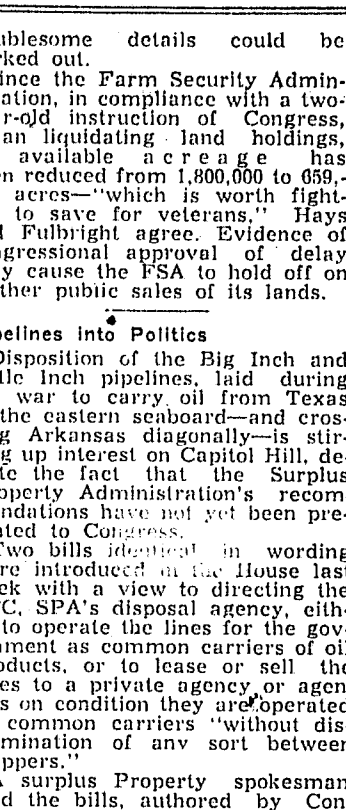 ublesome details could be
rked out.
ince the Farm Security Admin-
ation, in compliance with a two-
r-old instruction of Congress,
an liquidating land holdings,
available acreage has
n reduced from 1,800,000 to 659,-
acres—"which is worth fight-
to save for veterans," Hays
l Fulbright agree. Evidence of
ngressional approval of delay
y cause the FSA to hold off on
ther public sales of its lands.
pelines into Politics
Disposition of the Big Inch and
tle Inch pipelines, laid during
war to carry oil from Texas
the eastern seaboard—and cros-
g Arkansas diagonally—is stir-
g up interest on Capitol Hill, de-
te the fact that the Surplus
operty Administration's recom-
ndations have not yet been pre-
nted to Congress.
Two bills identical in wording
re introduced in the House last
ek with a view to directing the
C, SPA's disposal agency, eith-
to operate the lines for the gov-
nment as common carriers of oil
oducts, or to lease or sell the
es to a private agency or agen
s on condition they are operated
common carriers "without dis-
mination of any sort between
ppers."
A surplus Property spokesman
d the bills, authored by Con